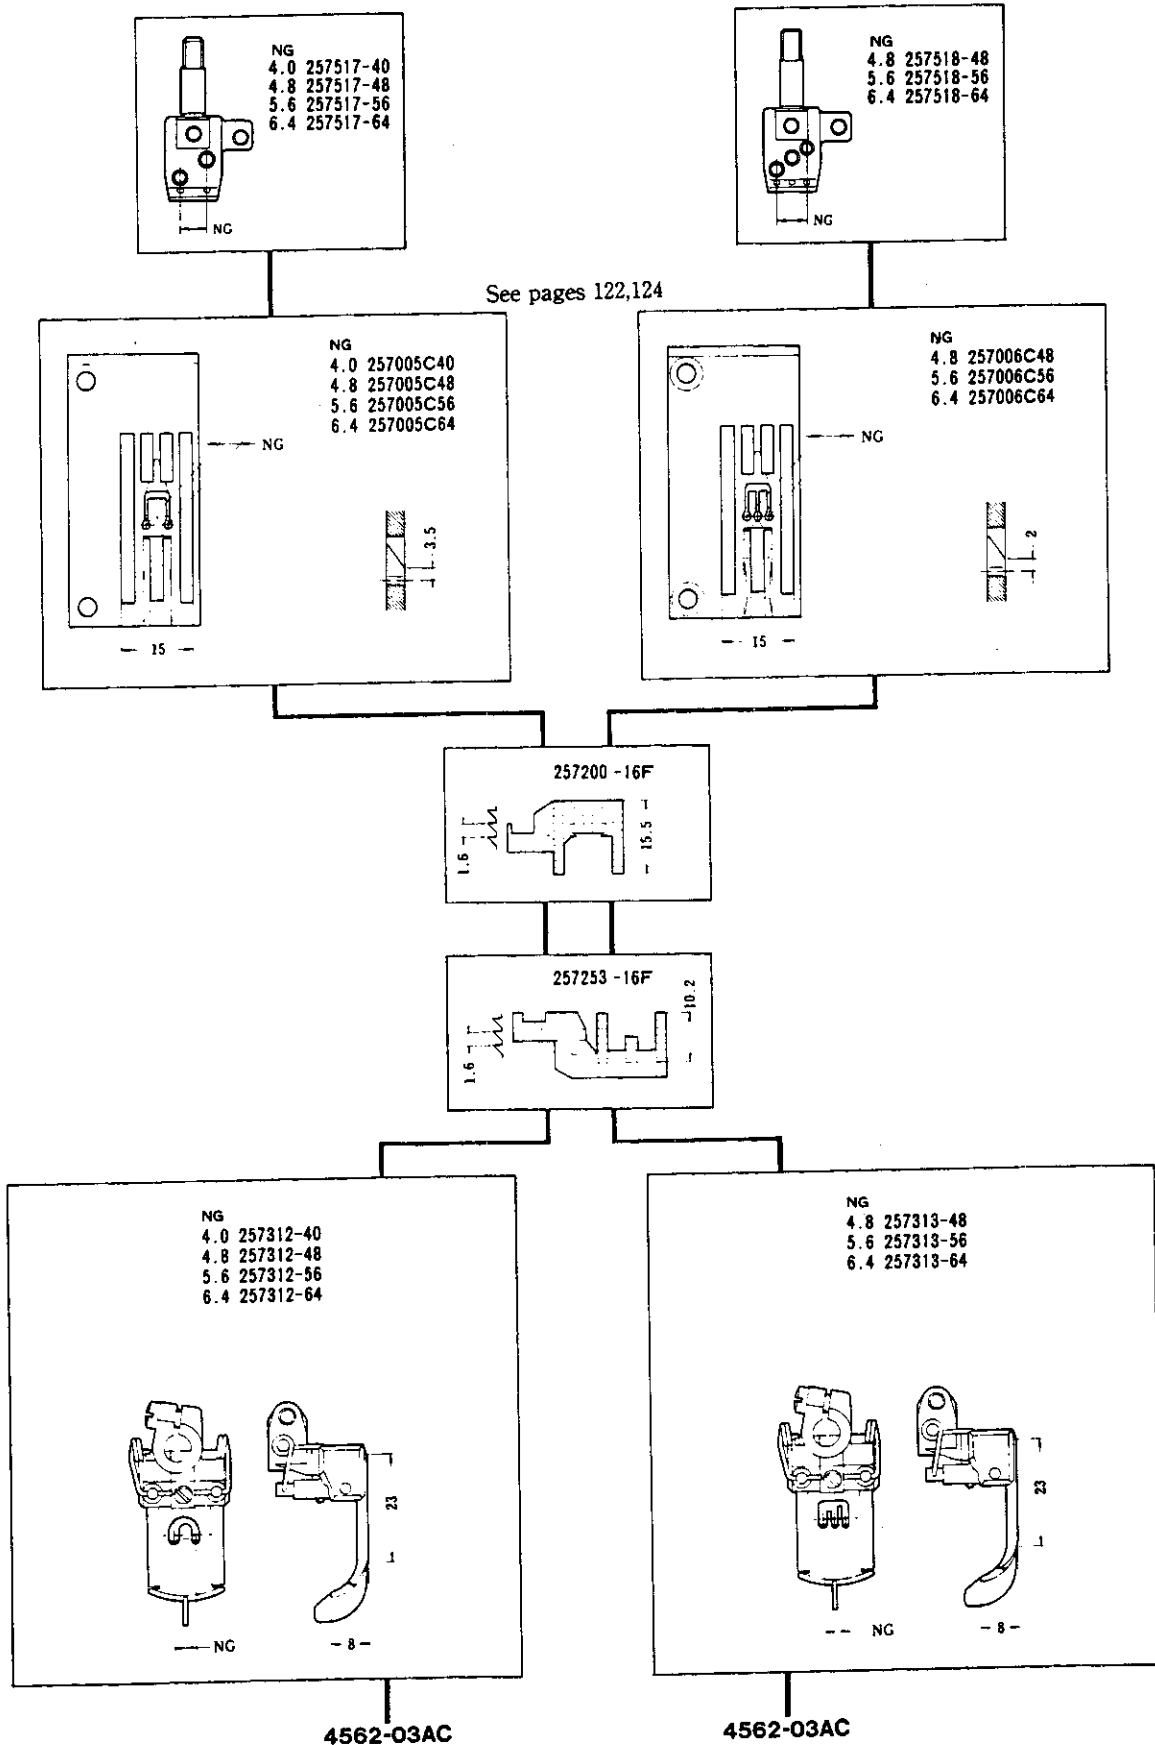 NG
4.0 257517-40
4.8 257517-48
5.6 257517-56
6.4 257517-64
NG
NG
4.8 257518-48
5.6 257518-56
6.4 257518-64
NG
See pages 122,124
NG
4.0 257005C40
4.8 257005C48
5.6 257005C56
6.4 257005C64
NG
3.5
15
NG
4.8 257006C48
5.6 257006C56
6.4 257006C64
NG
2
15
257200 -16F
1.6
15.5
257253 -16F
1.6
10.2
NG
4.0 257312-40
4.8 257312-48
5.6 257312-56
6.4 257312-64
23
NG
8
NG
4.8 257313-48
5.6 257313-56
6.4 257313-64
23
NG
8
4562-03AC
4562-03AC